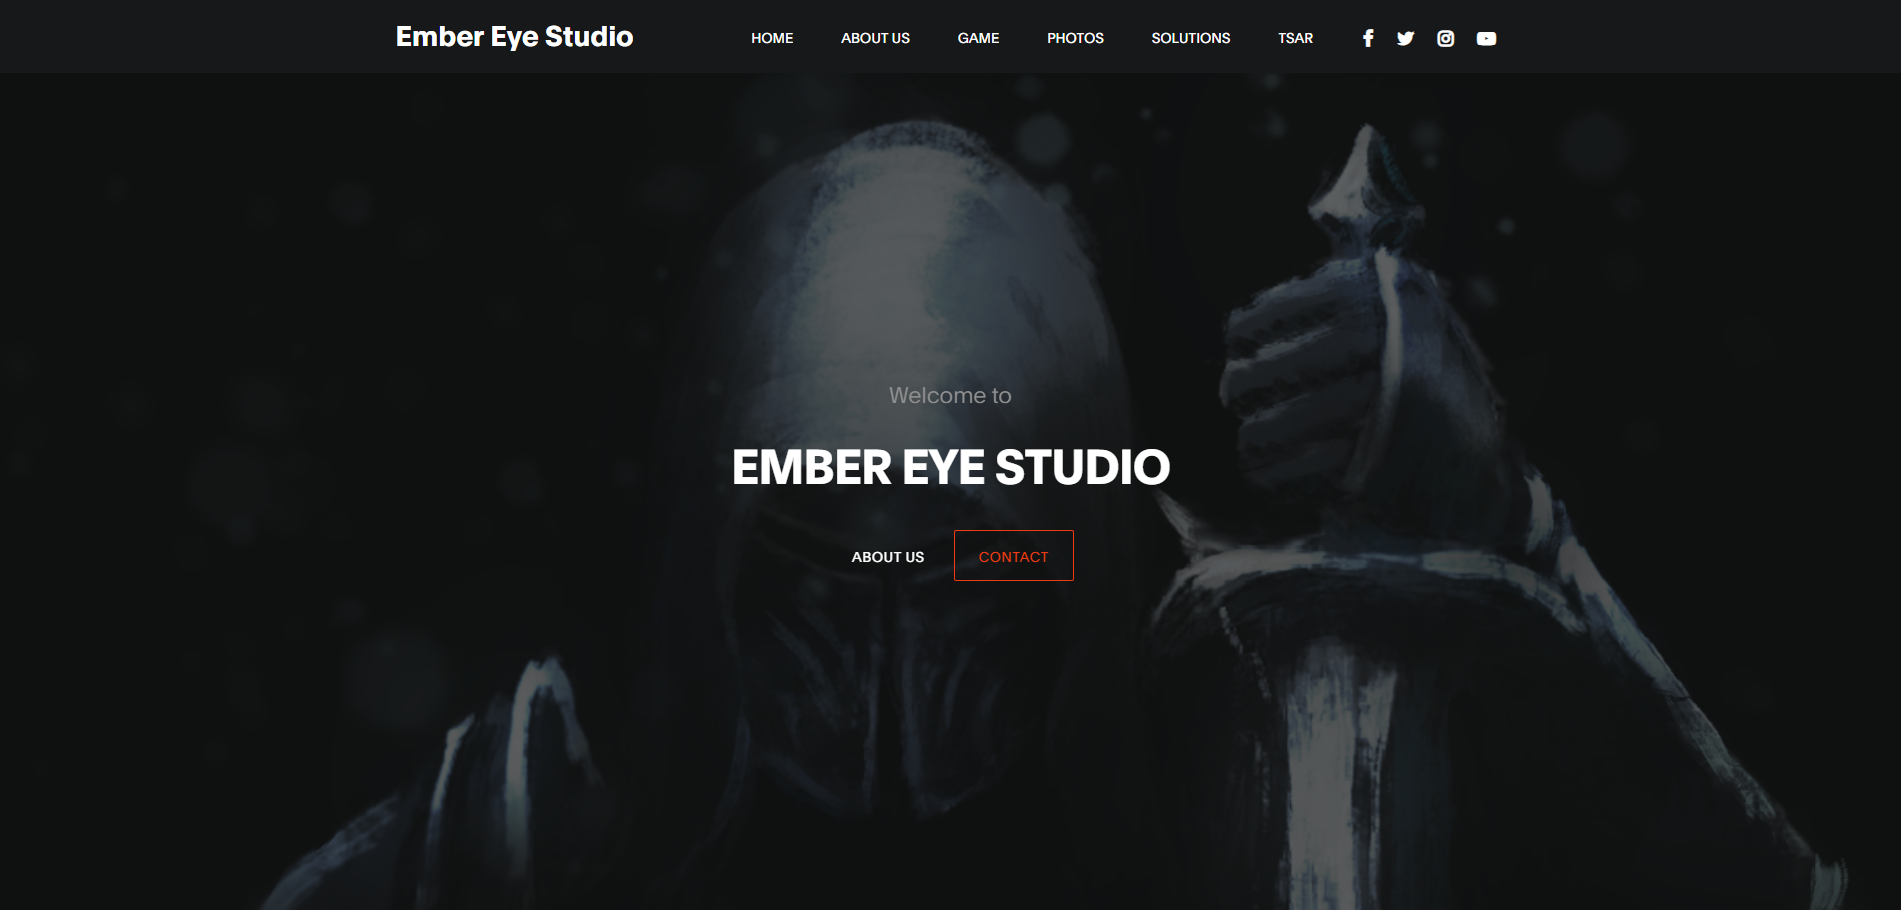 Ember Eye Studio HOME ABOUT US GAME PHOTOS SOLUTIONS TSAR
Welcome to
EMBER EYE STUDIO
ABOUT US CONTACT